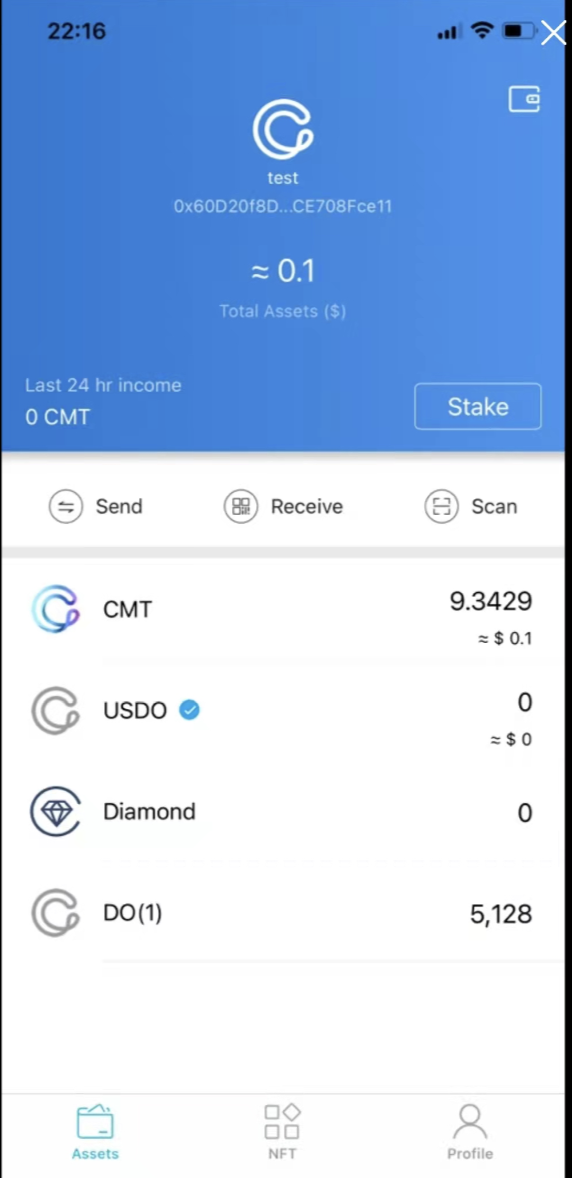 22:16
test
0x60D20f8D...CE708Fce11
≈ 0.1
Total Assets ($)
Last 24 hr income
0 CMT
Stake
Send
Receive
Scan
CMT
9.3429
≈ $ 0.1
USDO
0
≈ $ 0
Diamond
0
DO(1)
5,128
Assets
NFT
Profile